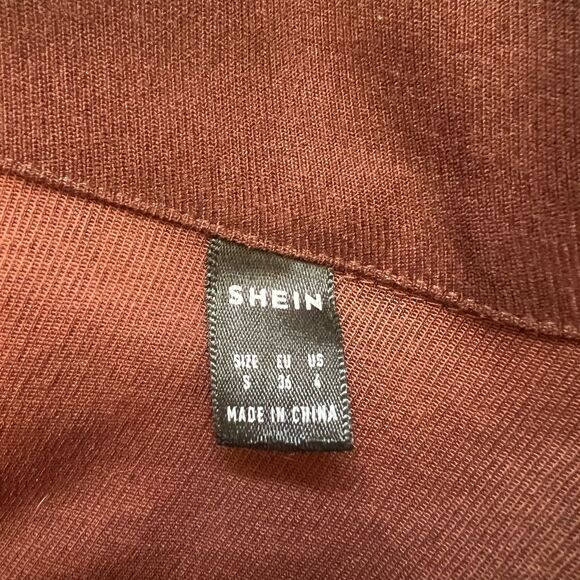 SHEIN
SIZE EU US
S 36 4
MADE IN CHINA